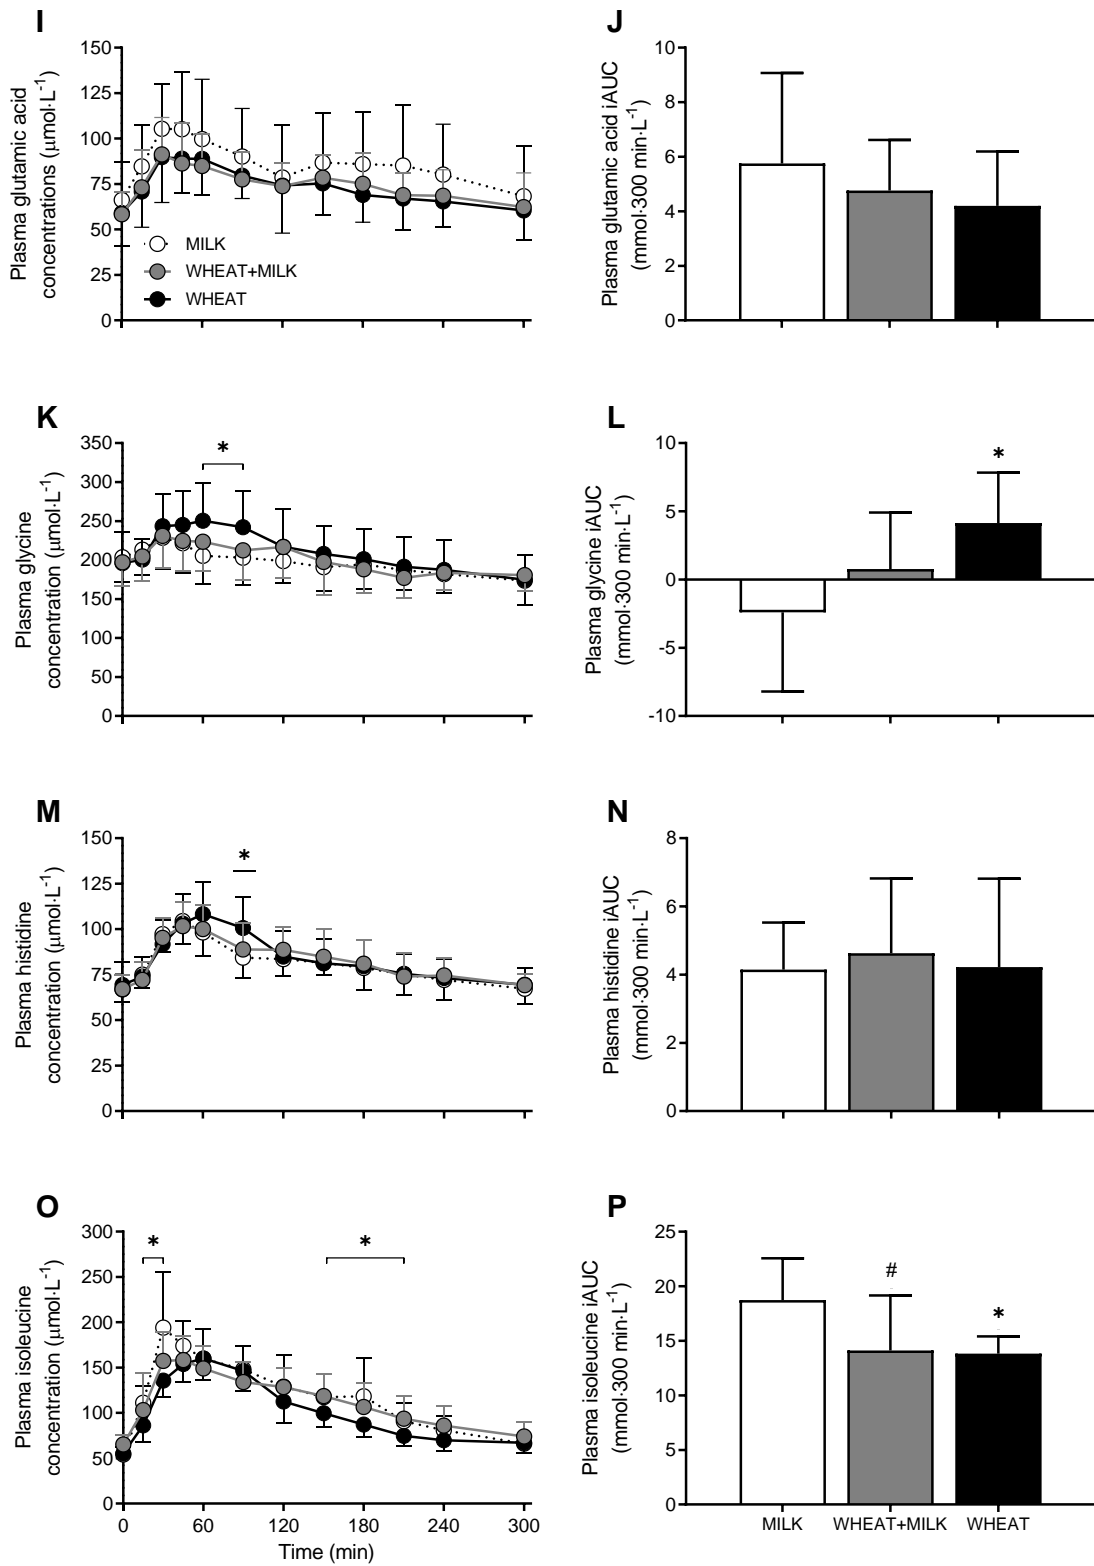 I
Plasma glutamic acid
concentrations (μmol·L⁻¹)
150
125
100
75
50
25
0
MILK
WHEAT+MILK
WHEAT
J
Plasma glutamic acid iAUC
(mmol·300 min·L⁻¹)
10
8
6
4
2
0
K
Plasma glycine
concentration (μmol·L⁻¹)
350
300
250
200
150
100
50
0
*
L
Plasma glycine iAUC
(mmol·300 min·L⁻¹)
10
5
0
-5
-10
*
M
Plasma histidine
concentration (μmol·L⁻¹)
150
125
100
75
50
25
0
*
N
Plasma histidine iAUC
(mmol·300 min·L⁻¹)
8
6
4
2
0
O
Plasma isoleucine
concentration (μmol·L⁻¹)
300
250
200
150
100
50
0
* *
0 60 120 180 240 300
Time (min)
P
Plasma isoleucine iAUC
(mmol·300 min·L⁻¹)
25
20
15
10
5
0
#
*
MILK WHEAT+MILK WHEAT